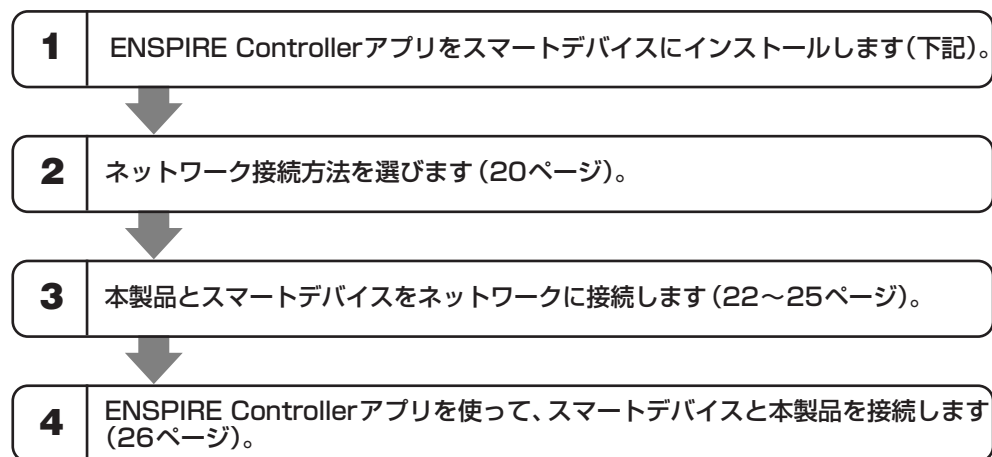 1 ENSPIRE Controllerアプリをスマートデバイスにインストールします（下記）。
2 ネットワーク接続方法を選びます（20ページ）。
3 本製品とスマートデバイスをネットワークに接続します（22～25ページ）。
4 ENSPIRE Controllerアプリを使って、スマートデバイスと本製品を接続します
（26ページ）。